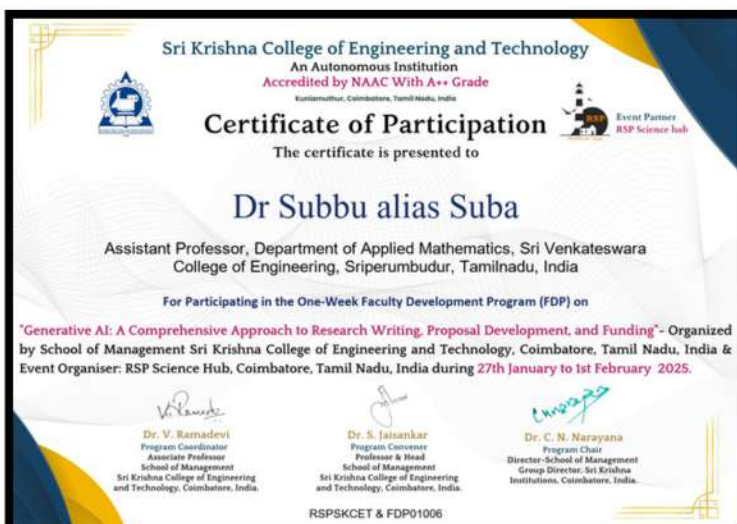 Sri Krishna College of Engineering and Technology
An Autonomous Institution
Accredited by NAAC With A++ Grade
Kuniamuthur, Coimbatore, Tamil Nadu, India
Certificate of Participation
RSP
Event Partner
RSP Science hub
The certificate is presented to
Dr Subbu alias Suba
Assistant Professor, Department of Applied Mathematics, Sri Venkateswara
College of Engineering, Sriperumbudur, Tamilnadu, India
For Participating in the One-Week Faculty Development Program (FDP) on
"Generative AI: A Comprehensive Approach to Research Writing, Proposal Development, and Funding"- Organized
by School of Management Sri Krishna College of Engineering and Technology, Coimbatore, Tamil Nadu, India &
Event Organiser: RSP Science Hub, Coimbatore, Tamil Nadu, India during 27th January to 1st February 2025.
V. Ramadevi
Dr. V. Ramadevi
Program Coordinator
Associate Professor
School of Management
Sri Krishna College of Engineering
and Technology, Coimbatore, India.
Dr. S. Jaisankar
Program Convener
Professor & Head
School of Management
Sri Krishna College of Engineering
and Technology, Coimbatore, India.
Dr. C. N. Narayana
Program Chair
Director-School of Management
Group Director, Sri Krishna
Institutions, Coimbatore, India.
RSPSKCET & FDP01006